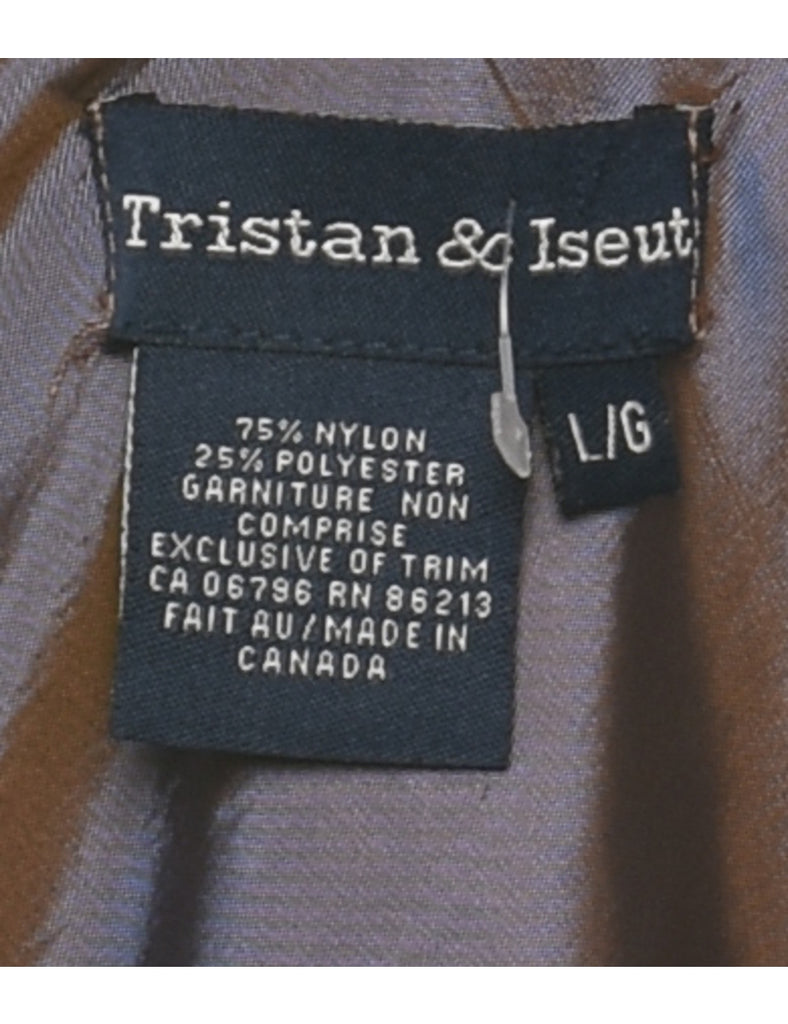 Tristan & Iseut
L/G
75% NYLON
25% POLYESTER
GARNITURE NON
COMPRISE
EXCLUSIVE OF TRIM
CA 06796 RN 86213
FAIT AU/MADE IN
CANADA